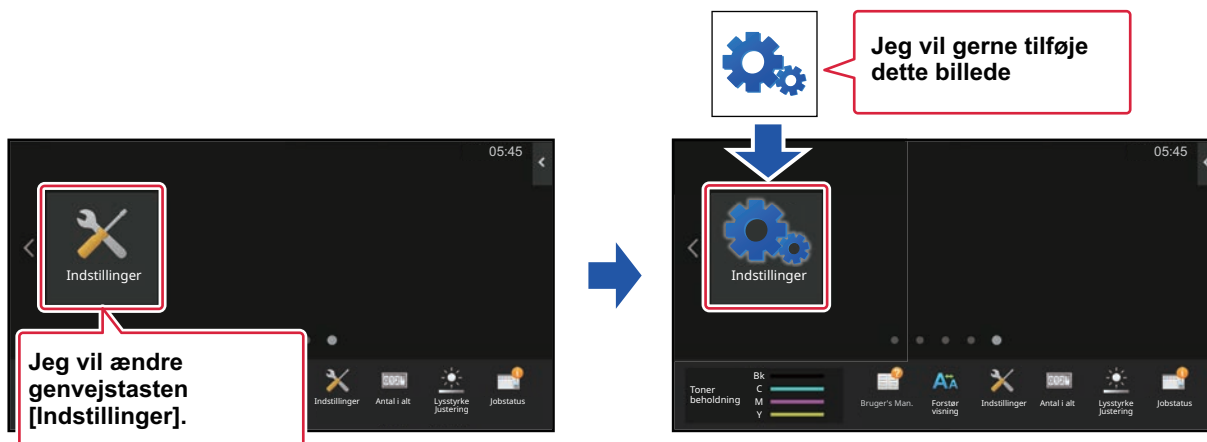 Jeg vil gerne tilføje
dette billede
05:45
Indstillinger
Jeg vil ændre
genvejstasten
[Indstillinger].
Indstillinger
Antal i alt
Lysstyrke
Justering
Jobstatus
05:45
Indstillinger
Toner
beholdning
Bk
C
M
Y
Bruger's Man.
Forstør
visning
Indstillinger
Antal i alt
Lysstyrke
Justering
Jobstatus